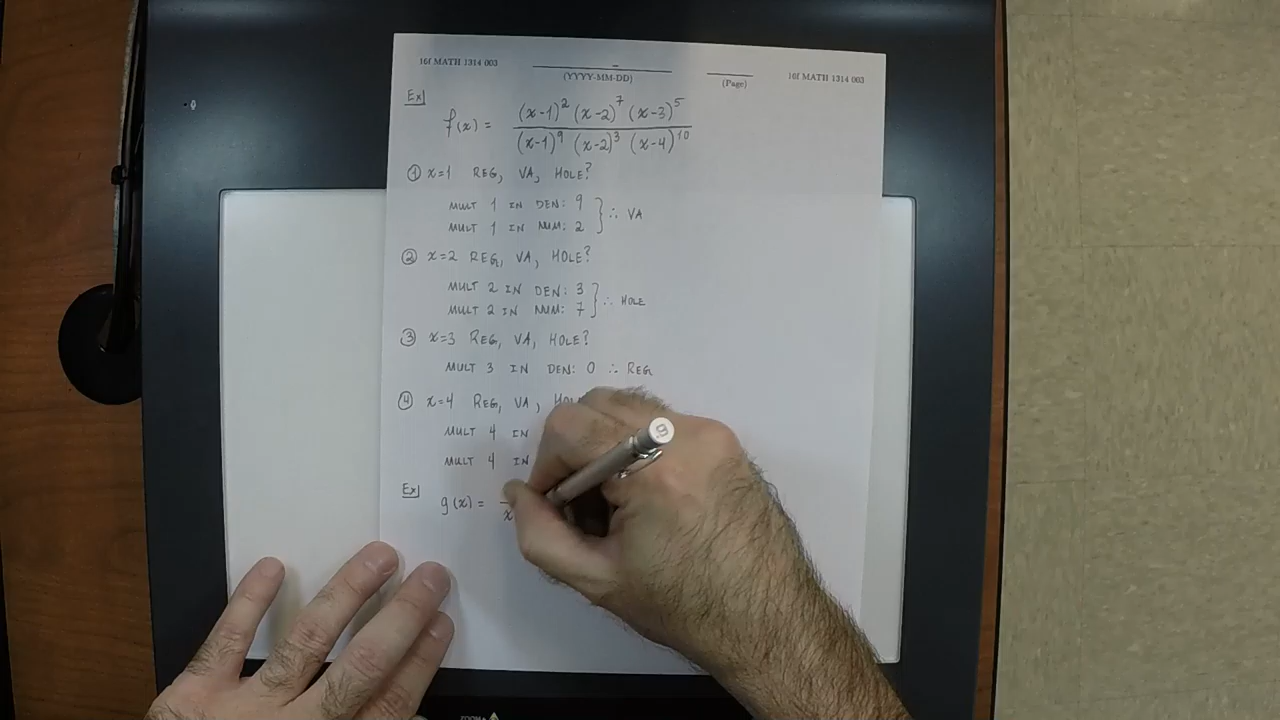 16f MATH 1314 003 (YYYY-MM-DD) (Page) 16f MATH 1314 003
Ex
f(x) = (x-1)² (x-2)⁷ (x-3)⁵ / (x-1)⁹ (x-2)³ (x-4)¹⁰
① x=1 REG, VA, HOLE?
MULT 1 IN DEN: 9
MULT 1 IN NUM: 2 } ∴ VA
② x=2 REG, VA, HOLE?
MULT 2 IN DEN: 3
MULT 2 IN NUM: 7 } ∴ HOLE
③ x=3 REG, VA, HOLE?
MULT 3 IN DEN: 0 ∴ REG
④ x=4 REG, VA,
MULT 4 IN
MULT 4 IN
Ex
g(x) =
x
ZOOM